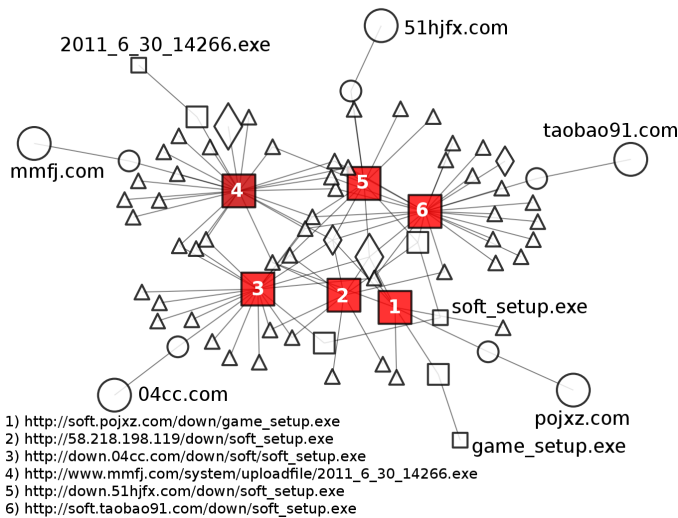 2011_6_30_14266.exe
51hjfx.com
taobao91.com
mmfj.com
5
4
6
3
2
1
soft_setup.exe
04cc.com
pojxz.com
game_setup.exe
1) http://soft.pojxz.com/down/game_setup.exe
2) http://58.218.198.119/down/soft_setup.exe
3) http://down.04cc.com/down/soft/soft_setup.exe
4) http://www.mmfj.com/system/uploadfile/2011_6_30_14266.exe
5) http://down.51hjfx.com/down/soft_setup.exe
6) http://soft.taobao91.com/down/soft_setup.exe